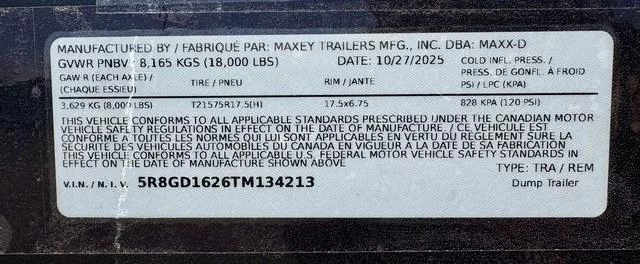 MANUFACTURED BY / FABRIQUÉ PAR: MAXEY TRAILERS MFG., INC. DBA: MAXX-D
GVWR PNBV 8,165 KGS (18,000 LBS) DATE: 10/27/2025 COLD INFL. PRESS. /
GAW R (EACH AXLE) / TIRE / PNEU RIM / JANTE PRESS. DE GONFL. À FROID
(CHAQUE ESSIEU) PSI / LPC (KPA)
3,629 KG (8,000 LBS) T21575R17.5(H) 17.5x6.75 828 KPA (120 PSI)
THIS VEHICLE CONFORMS TO ALL APPLICABLE STANDARDS PRESCRIBED UNDER THE CANADIAN MOTOR
VEHICLE SAFETY REGULATIONS IN EFFECT ON THE DATE OF MANUFACTURE. / CE VÉHICULE EST
CONFORME À TOUTES LES NORMES QUI LUI SONT APPLICABLES EN VERTU DU RÈGLEMENT SUR LA
SÉCURITÉ DES VÉHICULES AUTOMOBILES DU CANADA EN VIGUEUR À LA DATE DE SA FABRICATION
THIS VEHICLE CONFORMS TO ALL APPLICABLE U.S. FEDERAL MOTOR VEHICLE SAFETY STANDARDS IN
EFFECT ON THE DATE OF MANUFACTURE SHOWN ABOVE
TYPE: TRA / REM
V.I.N. / N.I.V. 5R8GD1626TM134213 Dump Trailer